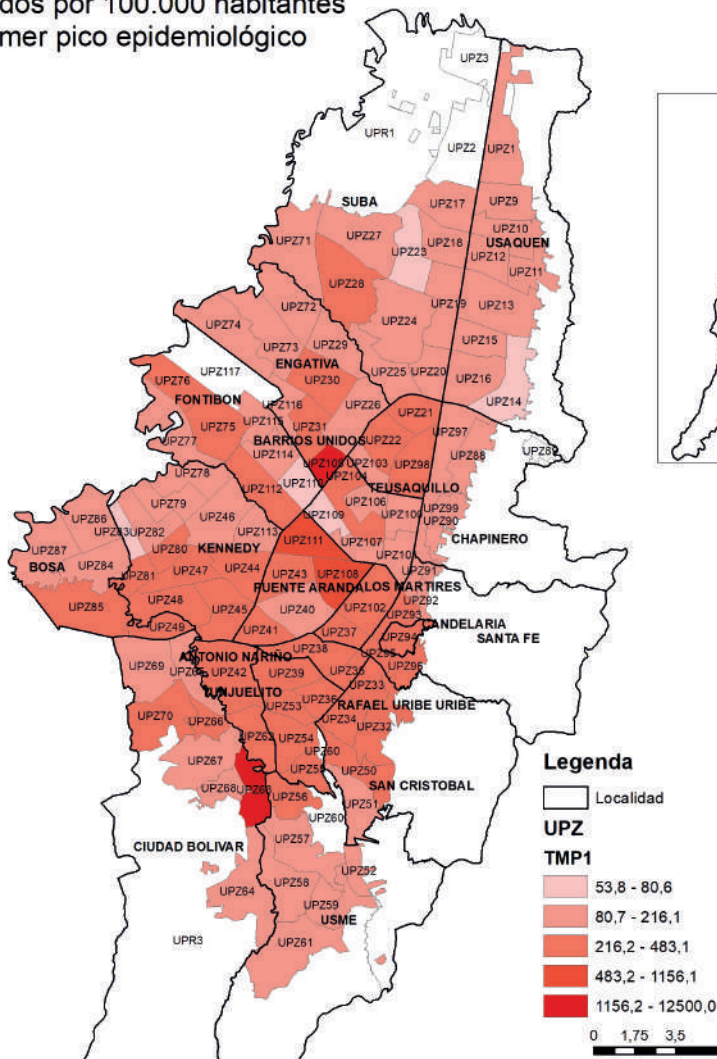 dos por 100.000 habitantes
mer pico epidemiológico
UPZ3
UPR1
UPZ2
UPZ1
SUBA
UPZ17
UPZ9
UPZ10
UPZ71
UPZ27
UPZ23
UPZ18
USAQUEN
UPZ12
UPZ11
UPZ28
UPZ72
UPZ19
UPZ13
UPZ74
UPZ24
UPZ73
UPZ29
UPZ15
ENGATIVA
UPZ117
UPZ25
UPZ20
UPZ16
UPZ76
UPZ30
FONTIBON
UPZ116
UPZ26
UPZ21
UPZ14
UPZ75
UPZ115
UPZ31
UPZ77
BARRIOS UNIDOS
UPZ22
UPZ97
UPZ114
UPZ103
UPZ98
UPZ88
UPZ89
UPZ78
UPZ104
UPZ112
TEUSAQUILLO
UPZ79
UPZ106
UPZ86
UPZ46
UPZ109
UPZ100
UPZ99
UPZ90
UPZ83
UPZ82
UPZ113
UPZ111
UPZ107
CHAPINERO
UPZ87
UPZ80
KENNEDY
BOSA
UPZ84
UPZ81
UPZ47
UPZ44
UPZ43
UPZ108
UPZ91
FUENTE ARANDA
LOS MARTIRES
UPZ85
UPZ48
UPZ45
UPZ40
UPZ102
UPZ92
UPZ93
UPZ49
UPZ41
UPZ37
ANDELARIA
UPZ94
SANTA FE
UPZ38
UPZ69
ANTONIO NARIÑO
UPZ42
UPZ39
UPZ35
UPZ33
TUNJUELITO
UPZ53
UPZ36
RAFAEL URIBE URIBE
UPZ70
UPZ66
UPZ34
UPZ32
UPZ62
UPZ54
UPZ60
UPZ67
UPZ50
UPZ68
UPZ63
UPZ56
SAN CRISTOBAL
UPZ51
UPZ60
CIUDAD BOLIVAR
UPZ57
UPZ52
UPZ64
UPZ58
UPZ59
USME
UPR3
UPZ61
Legenda
Localidad
UPZ
TMP1
53,8 - 80,6
80,7 - 216,1
216,2 - 483,1
483,2 - 1156,1
1156,2 - 12500,0
0 1,75 3,5